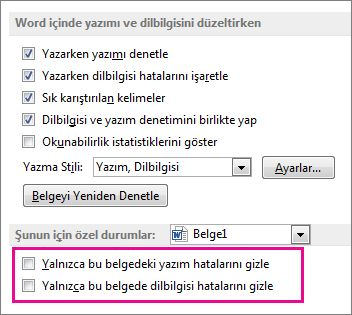 Word içinde yazımı ve dilbilgisini düzeltirken
Yazarken yazımı denetle
Yazarken dilbilgisi hatalarını işaretle
Sık karıştırılan kelimeler
Dilbilgisi ve yazım denetimini birlikte yap
Okunabilirlik istatistiklerini göster
Yazma Stili: Yazım, Dilbilgisi Ayarlar...
Belgeyi Yeniden Denetle
Şunun için özel durumlar: Belge1
Yalnızca bu belgedeki yazım hatalarını gizle
Yalnızca bu belgede dilbilgisi hatalarını gizle